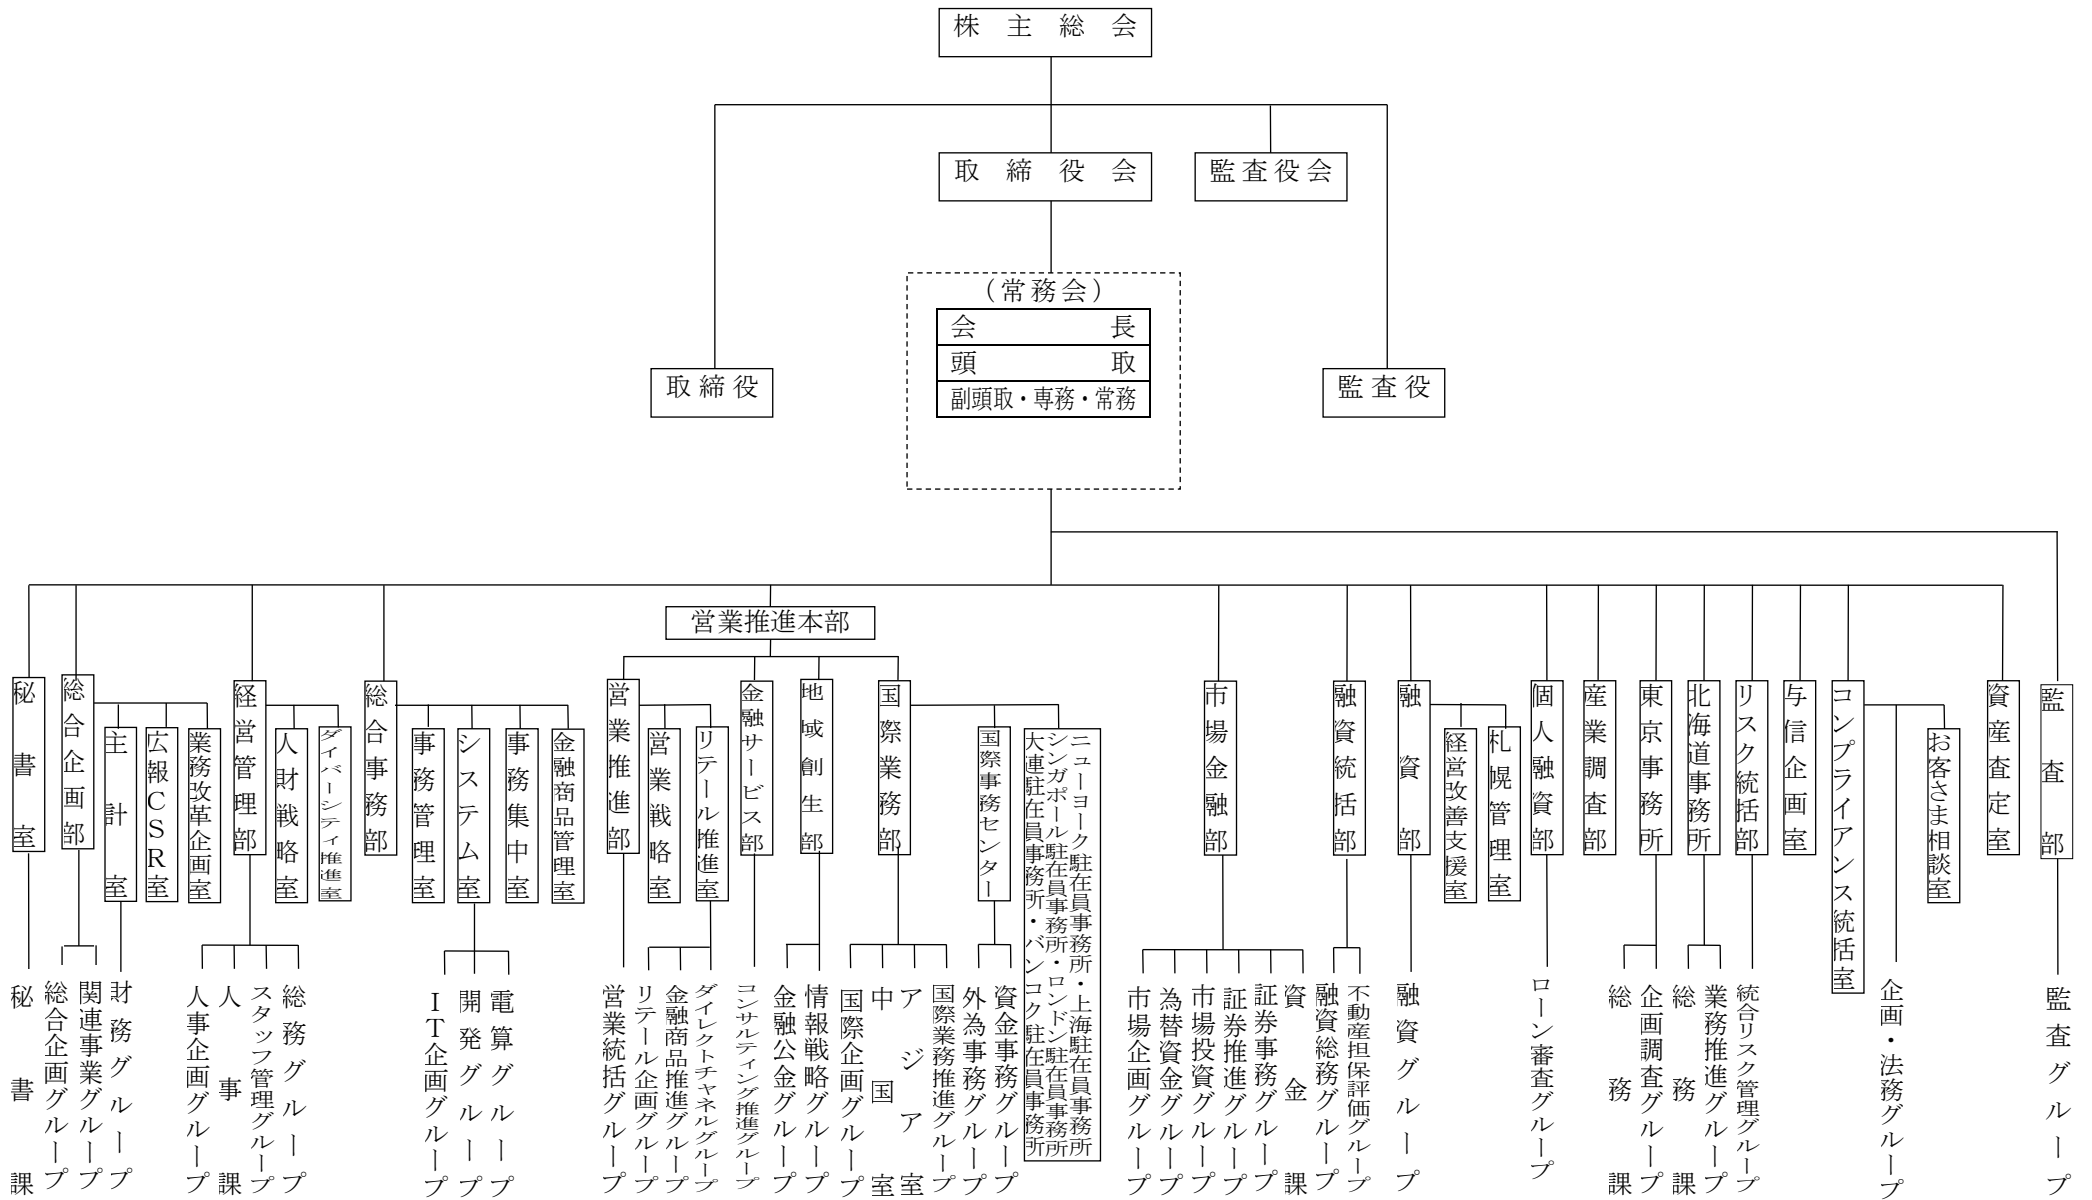 株主総会
取締役会
監査役会
（常務会）
会長
頭取
副頭取・専務・常務
取締役
監査役
営業推進本部
秘書室
総合企画部
主計室
広報CSR室
業務改革企画室
経営管理部
人財戦略室
ダイバーシティ推進室
総合事務部
事務管理室
システム室
事務集中室
金融商品管理室
営業推進部
営業戦略室
リテール推進室
金融サービス部
地域創生部
国際業務部
国際事務センター
ニューヨーク駐在員事務所・上海駐在員事務所
シンガポール駐在員事務所・ロンドン駐在員事務所
大連駐在員事務所・バンコク駐在員事務所
市場金融部
融資統括部
融資部
経営改善支援室
札幌管理室
個人融資部
産業調査部
東京事務所
北海道事務所
リスク統括部
与信企画室
コンプライアンス統括室
お客さま相談室
資産査定室
監査部
秘書課
総合企画グループ
関連事業グループ
財務グループ
人事企画グループ
人事課
スタッフ管理グループ
総務グループ
IT企画グループ
開発グループ
電算グループ
営業統括グループ
リテール企画グループ
金融商品推進グループ
ダイレクトチャネルグループ
コンサルティング推進グループ
金融公金グループ
情報戦略グループ
国際企画グループ
中国室
アジア室
国際業務推進グループ
外為事務グループ
資金事務グループ
市場企画グループ
為替資金グループ
市場投資グループ
証券推進グループ
証券事務グループ
資金課
融資総務グループ
不動産担保評価グループ
融資グループ
ローン審査グループ
総務課
企画調査グループ
総務課
業務推進グループ
統合リスク管理グループ
企画・法務グループ
監査グループ